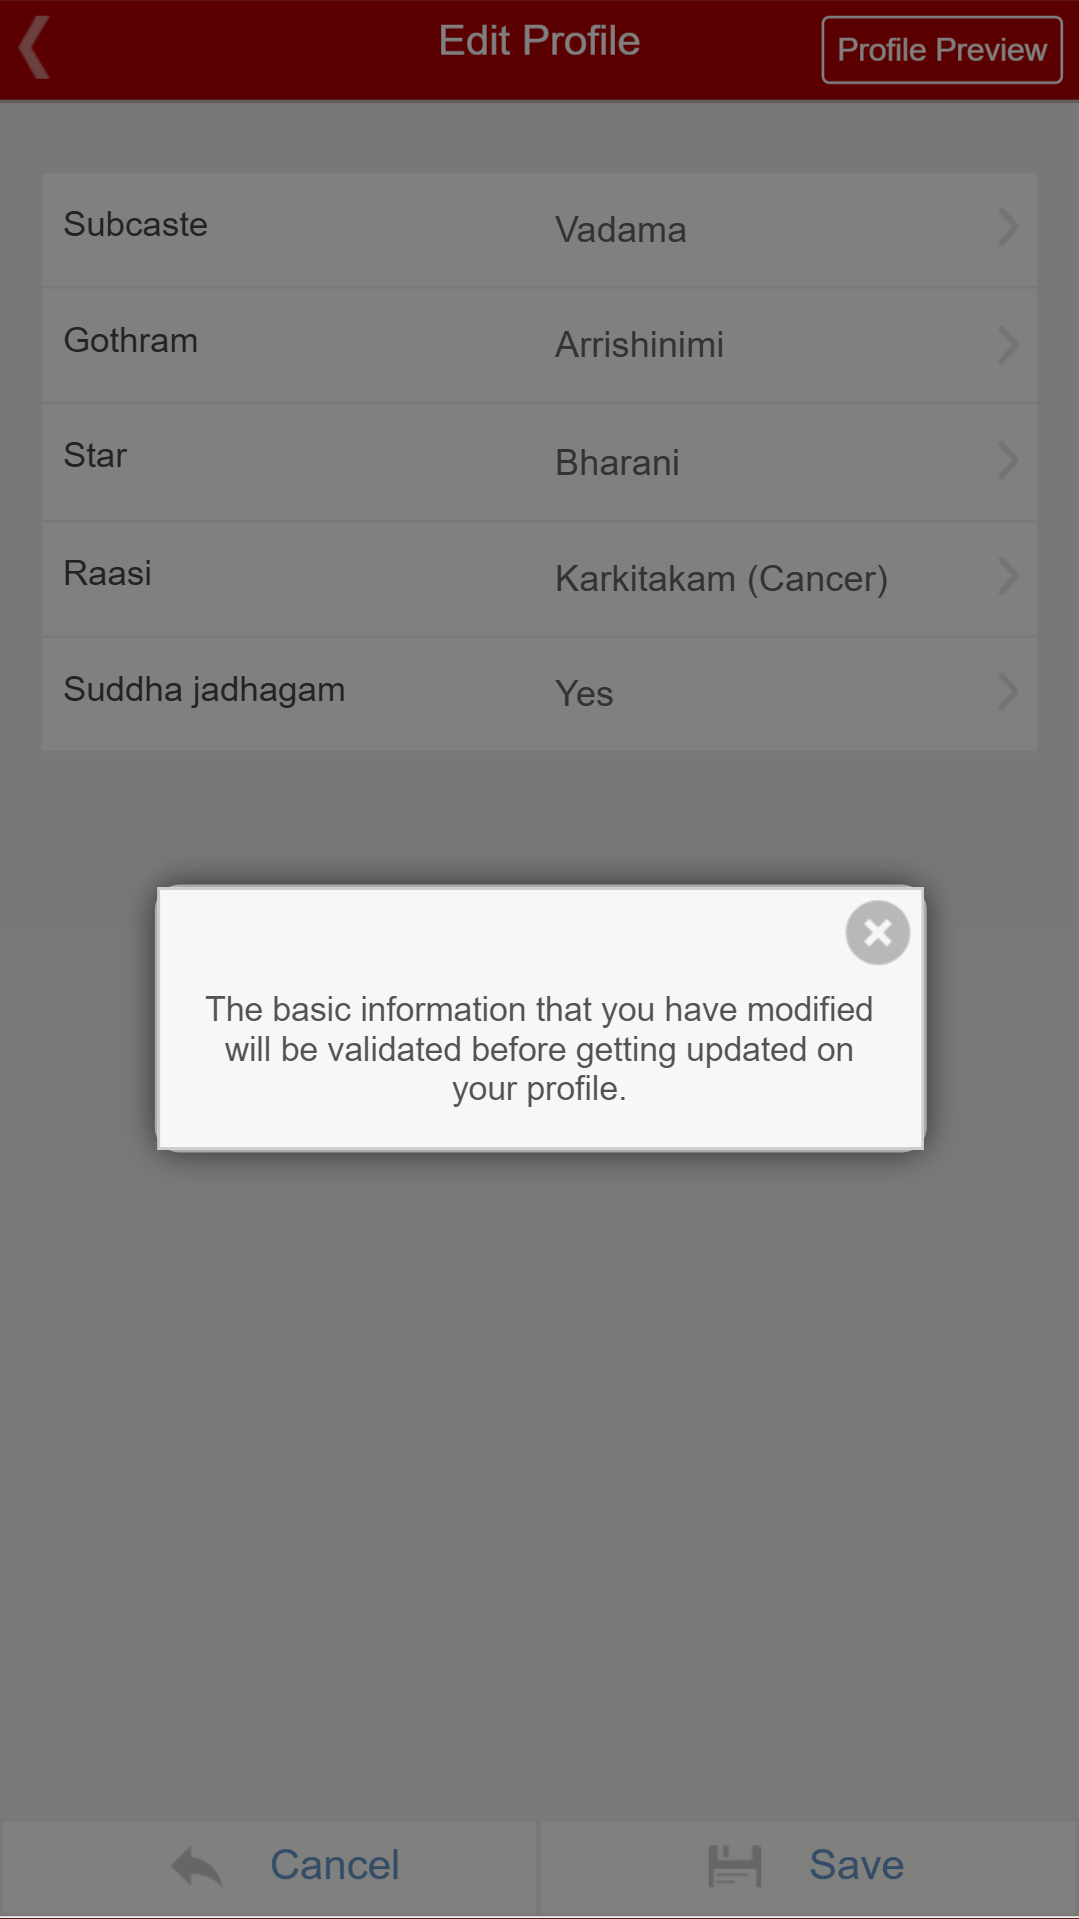 Edit Profile
Profile Preview
Subcaste Vadama
Gothram Arrishinimi
Star Bharani
Raasi Karkitakam (Cancer)
Suddha jadhagam Yes
The basic information that you have modified
will be validated before getting updated on
your profile.
Cancel Save